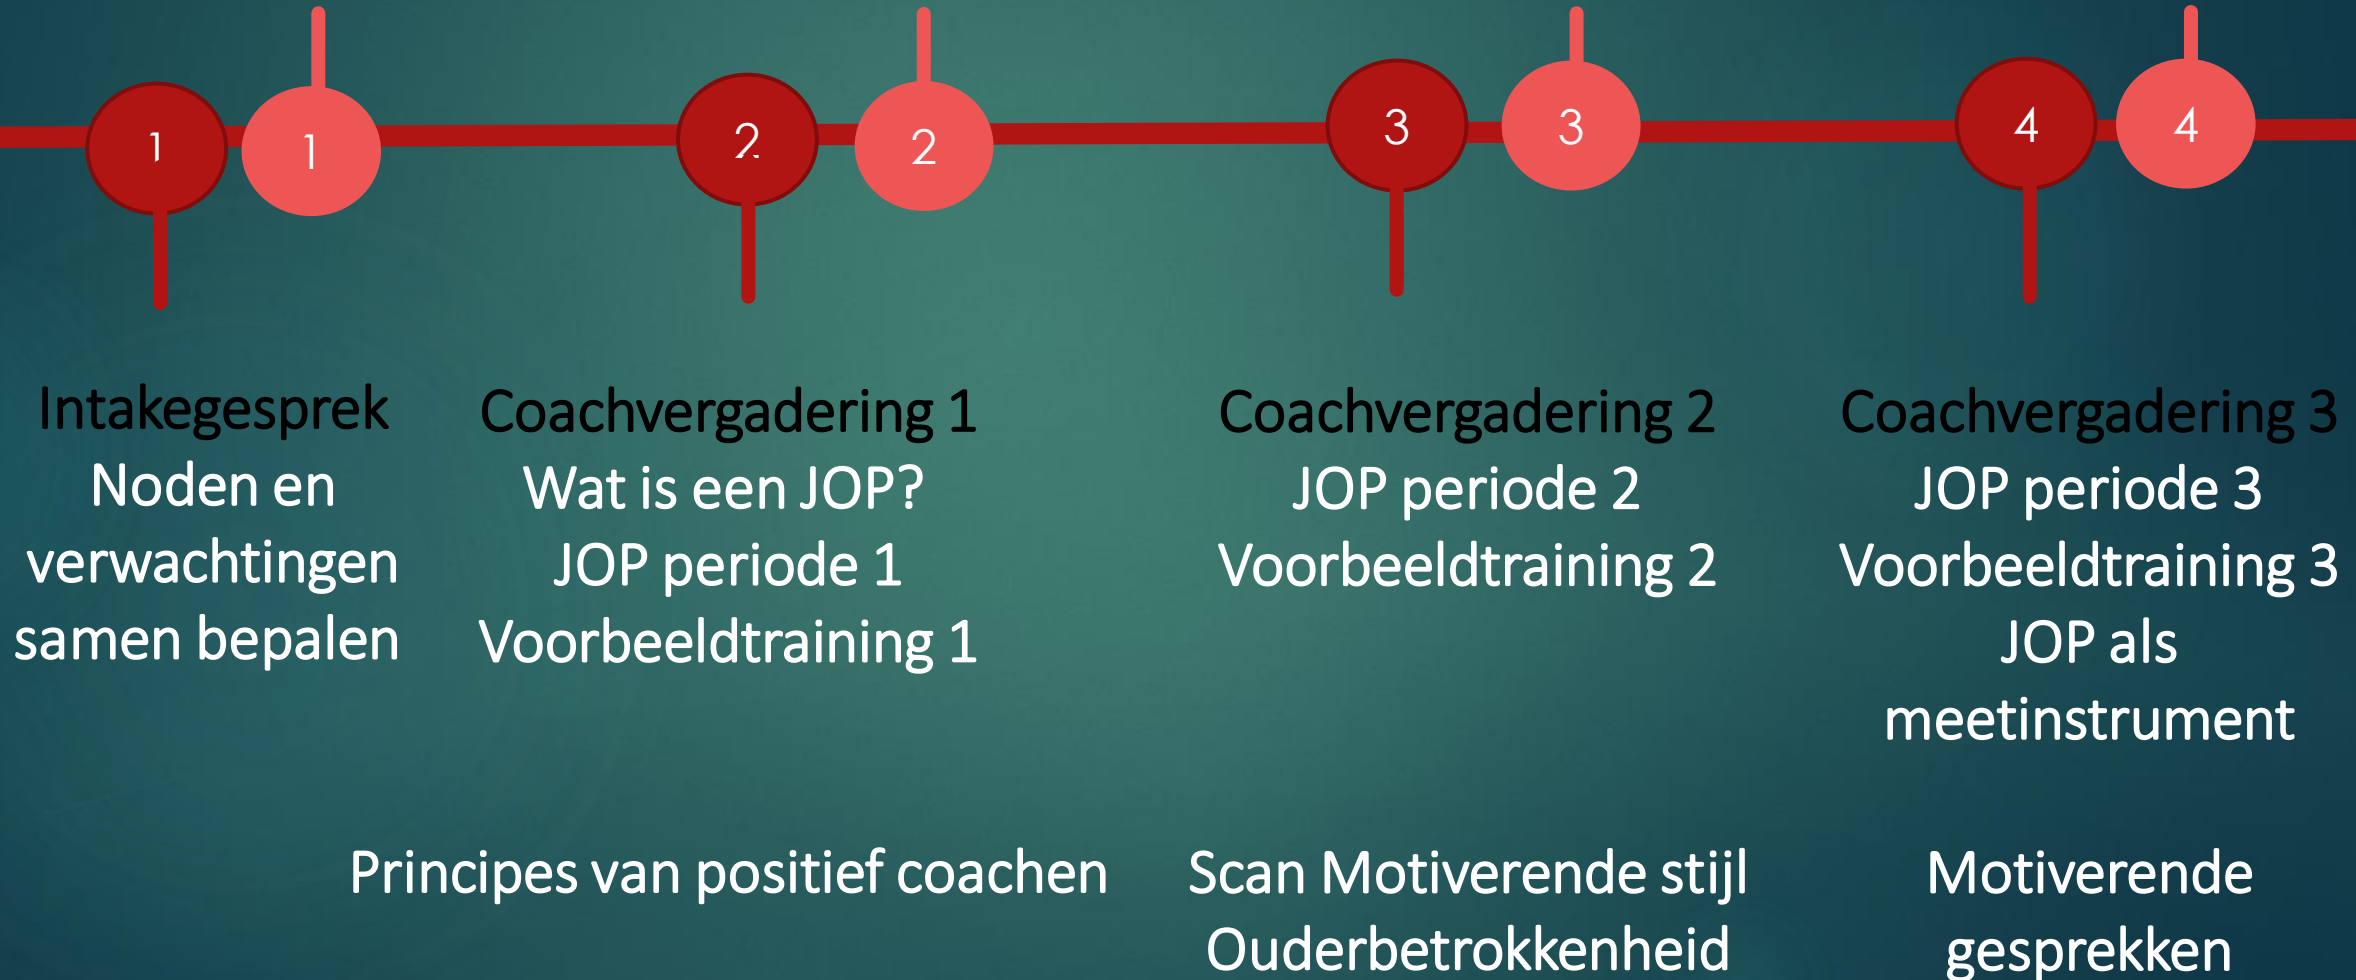 1
1
2
2
3
3
4
4
Intakegesprek
Noden en
verwachtingen
samen bepalen
Coachvergadering 1
Wat is een JOP?
JOP periode 1
Voorbeeldtraining 1
Principes van positief coachen
Coachvergadering 2
JOP periode 2
Voorbeeldtraining 2
Scan Motiverende stijl
Ouderbetrokkenheid
Coachvergadering 3
JOP periode 3
Voorbeeldtraining 3
JOP als
meetinstrument
Motiverende
gesprekken